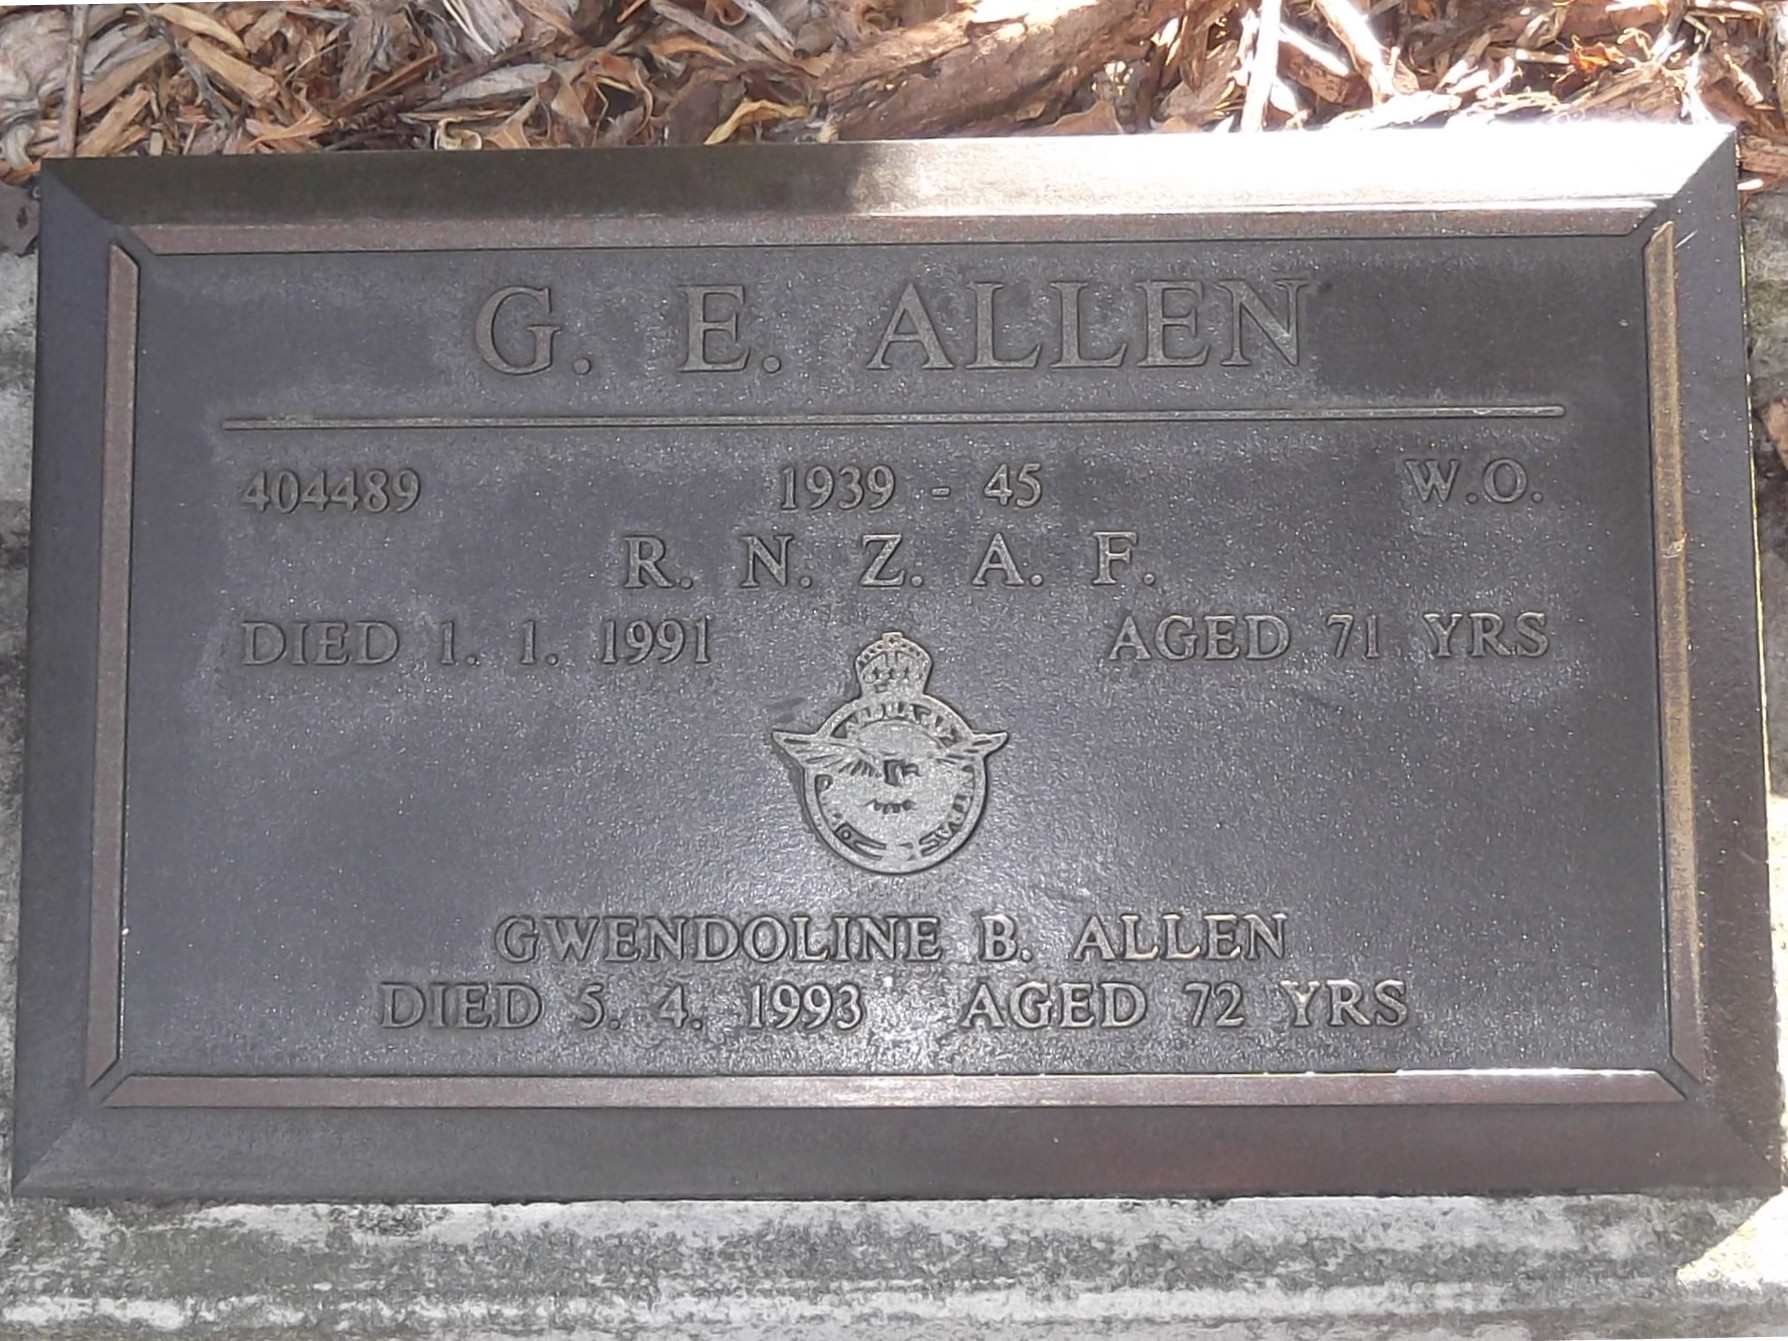 G. E. ALLEN
404489 1939 - 45 W.O.
R. N. Z. A. F.
DIED 1. 1. 1991 AGED 71 YRS
GWENDOLINE B. ALLEN
DIED 5. 4. 1993 AGED 72 YRS